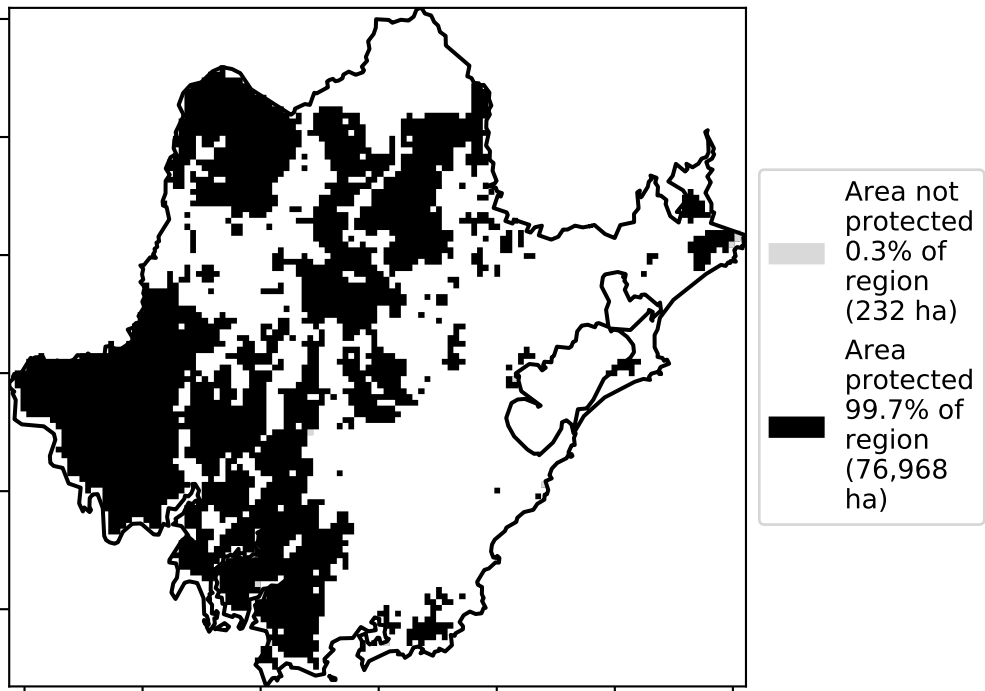 Area not
protected
0.3% of
region
(232 ha)
Area
protected
99.7% of
region
(76,968
ha)